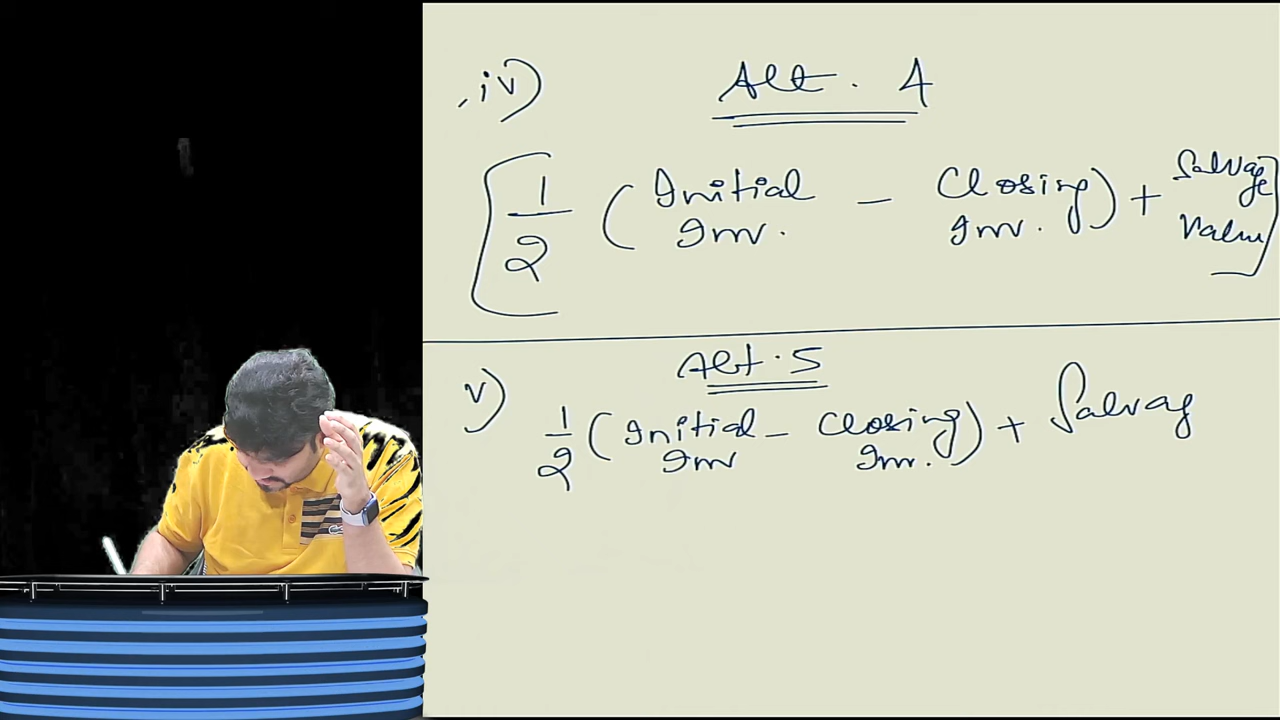 iv) Alt. 4
[ 1/2 ( Initial Inv. - Closing Inv. ) + Salvage Value ]
v) Alt. 5
1/2 ( Initial Inv - Closing Inv. ) + Salvag